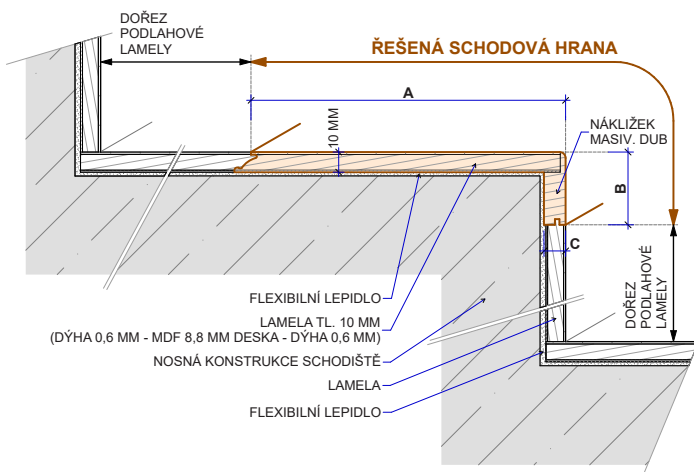 DOŘEZ
PODLAHOVÉ
LAMELY
ŘEŠENÁ SCHODOVÁ HRANA
A
10 MM
NÁKLIŽEK
MASIV. DUB
B
C
DOŘEZ
PODLAHOVÉ
LAMELY
FLEXIBILNÍ LEPIDLO
LAMELA TL. 10 MM
(DÝHA 0,6 MM - MDF 8,8 MM DESKA - DÝHA 0,6 MM)
NOSNÁ KONSTRUKCE SCHODIŠTĚ
LAMELA
FLEXIBILNÍ LEPIDLO